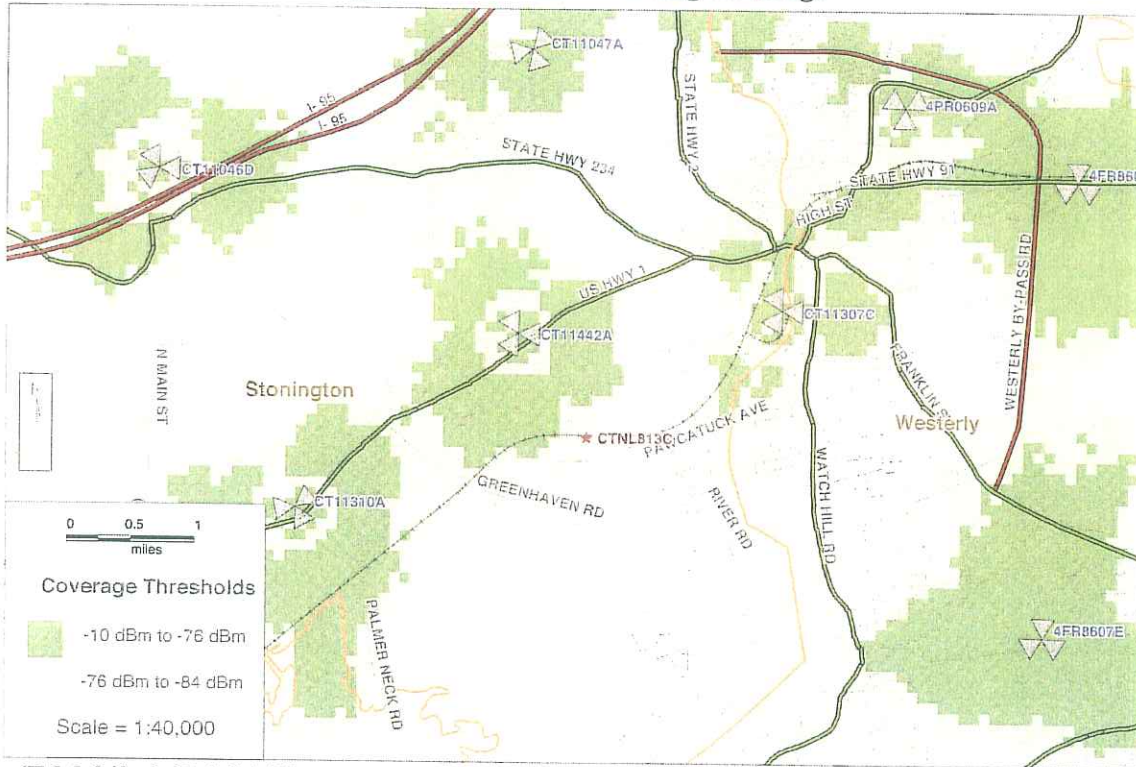 CT11047A
I-95
I-95
STATE HWY 2
4PR0609A
CT11046D
STATE HWY 234
STATE HWY 91
HIGH ST
US HWY 1
CT11307C
CT11442A
WESTERLY BY-PASS RD
N MAIN ST
Stonington
FRANKLIN
Westerly
CTNL813C
PAWCATUCK AVE
GREENHAVEN RD
WATCH HILL RD
RIVER RD
CT11310A
PALMER NECK RD
4FR8607E
0 0.5 1
miles
Coverage Thresholds
-10 dBm to -76 dBm
-76 dBm to -84 dBm
Scale = 1:40,000